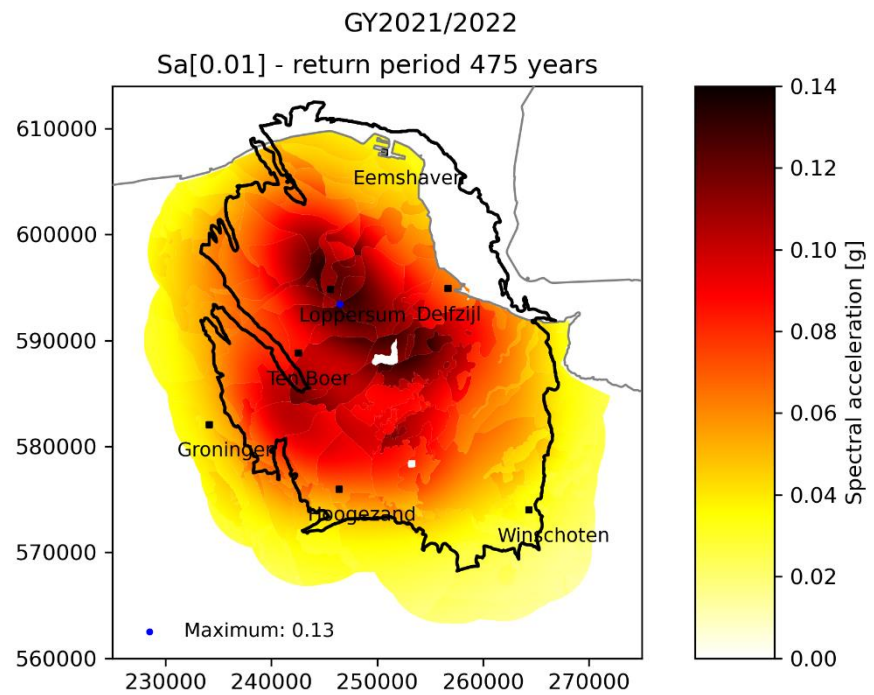 GY2021/2022
Sa[0.01] - return period 475 years
610000
600000
590000
580000
570000
560000
230000
240000
250000
260000
270000
Eemshaven
Loppersum
Delfzijl
Ten Boer
Groningen
Hoogezand
Winschoten
Maximum: 0.13
0.14
0.12
0.10
0.08
0.06
0.04
0.02
0.00
Spectral acceleration [g]